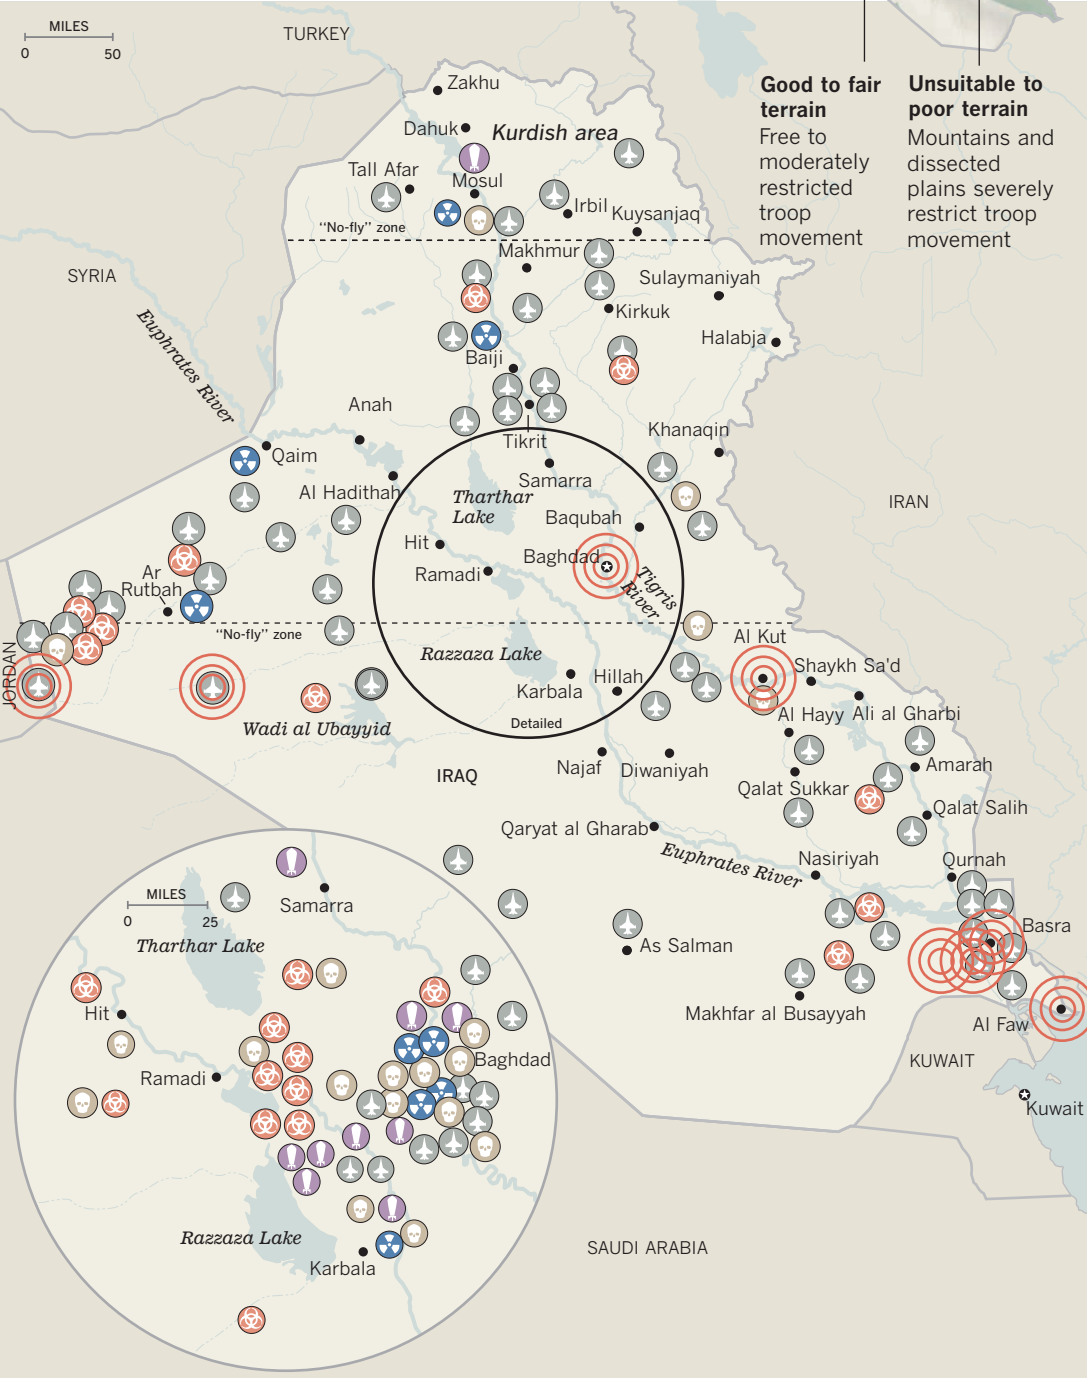 MILES
0 50
TURKEY
Good to fair
terrain
Free to
moderately
restricted
troop
movement
Unsuitable to
poor terrain
Mountains and
dissected
plains severely
restrict troop
movement
Zakhu
Dahuk
Kurdish area
Tall Afar
Mosul
Irbil
Kuysanjaq
"No-fly" zone
Makhmur
SYRIA
Sulaymaniyah
Kirkuk
Euphrates River
Halabja
Baiji
Anah
Tikrit
Khanaqin
Qaim
Samarra
Al Hadithah
Tharthar
Lake
IRAN
Baqubah
Hit
Baghdad
Ramadi
Tigris
River
Ar
Rutbah
"No-fly" zone
Al Kut
JORDAN
Razzaza Lake
Shaykh Sa'd
Hillah
Karbala
Wadi al Ubayyid
Detailed
Al Hayy
Ali al Gharbi
IRAQ
Najaf
Diwaniyah
Amarah
Qalat Sukkar
Qalat Salih
Qaryat al Gharab
Euphrates River
Nasiriyah
Qurnah
MILES
0 25
Samarra
Basra
Tharthar Lake
As Salman
Hit
Makhfar al Busayyah
Al Faw
Baghdad
KUWAIT
Ramadi
Kuwait
Razzaza Lake
SAUDI ARABIA
Karbala